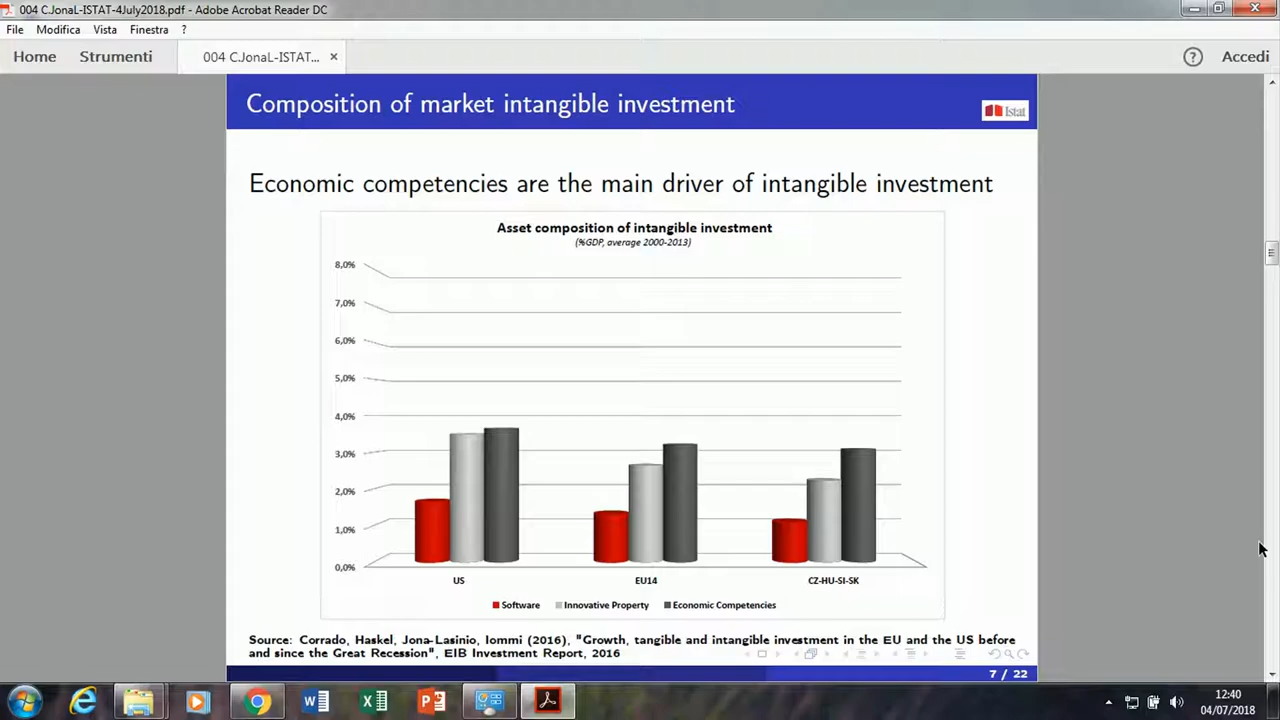 004 C.JonaL-ISTAT-4July2018.pdf - Adobe Acrobat Reader DC
File Modifica Vista Finestra ?
Home Strumenti 004 C.JonaL-ISTAT... × Accedi
Composition of market intangible investment
Istat
Economic competencies are the main driver of intangible investment
Asset composition of intangible investment
(%GDP, average 2000-2013)
8,0%
7,0%
6,0%
5,0%
4,0%
3,0%
2,0%
1,0%
0,0%
US EU14 CZ-HU-SI-SK
Software Innovative Property Economic Competencies
Source: Corrado, Haskel, Jona-Lasinio, Iommi (2016), "Growth, tangible and intangible investment in the EU and the US before
and since the Great Recession", EIB Investment Report, 2016
7 / 22
12:40
04/07/2018